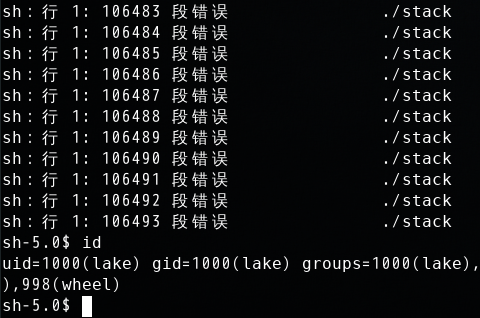 sh：行 1: 106483 段错误               ./stack
sh：行 1: 106484 段错误               ./stack
sh：行 1: 106485 段错误               ./stack
sh：行 1: 106486 段错误               ./stack
sh：行 1: 106487 段错误               ./stack
sh：行 1: 106488 段错误               ./stack
sh：行 1: 106489 段错误               ./stack
sh：行 1: 106490 段错误               ./stack
sh：行 1: 106491 段错误               ./stack
sh：行 1: 106492 段错误               ./stack
sh：行 1: 106493 段错误               ./stack
sh-5.0$ id
uid=1000(lake) gid=1000(lake) groups=1000(lake),
),998(wheel)
sh-5.0$